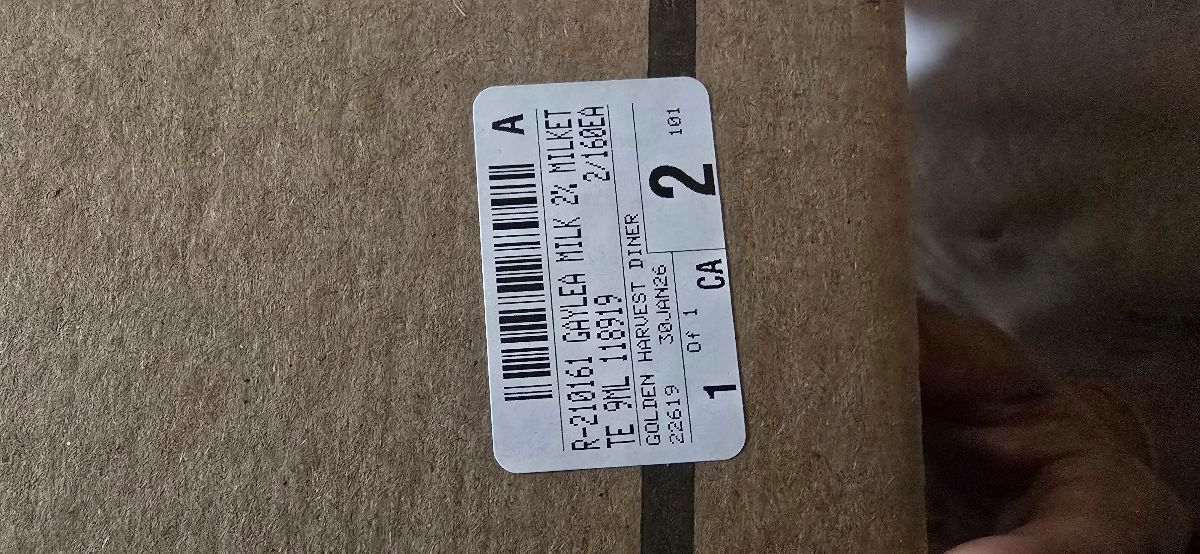 A
R-210161 GAYLEA MILK 2% MILKET
TE 9ML 118919 2/160EA
GOLDEN HARVEST DINER
22619 30JAN26
1 Of 1 CA
2 101